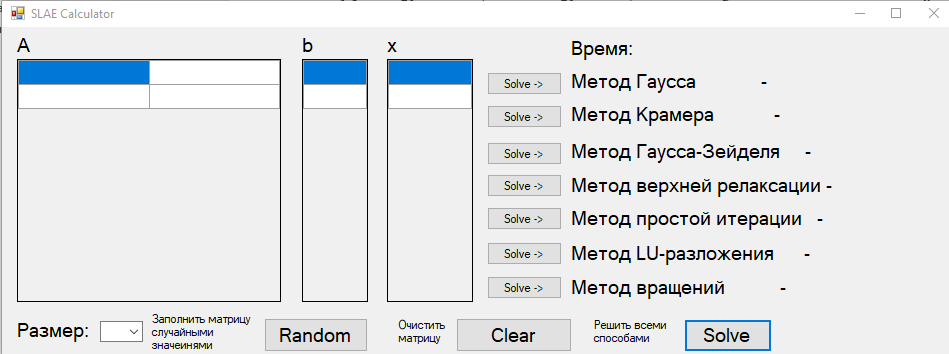 SLAE Calculator
A b x Время:
Solve -> Метод Гаусса -
Solve -> Метод Крамера -
Solve -> Метод Гаусса-Зейделя -
Solve -> Метод верхней релаксации -
Solve -> Метод простой итерации -
Solve -> Метод LU-разложения -
Solve -> Метод вращений -
Размер:
Заполнить матрицу
случайными
значеинями
Random
Очистить
матрицу
Clear
Решить всеми
способами
Solve